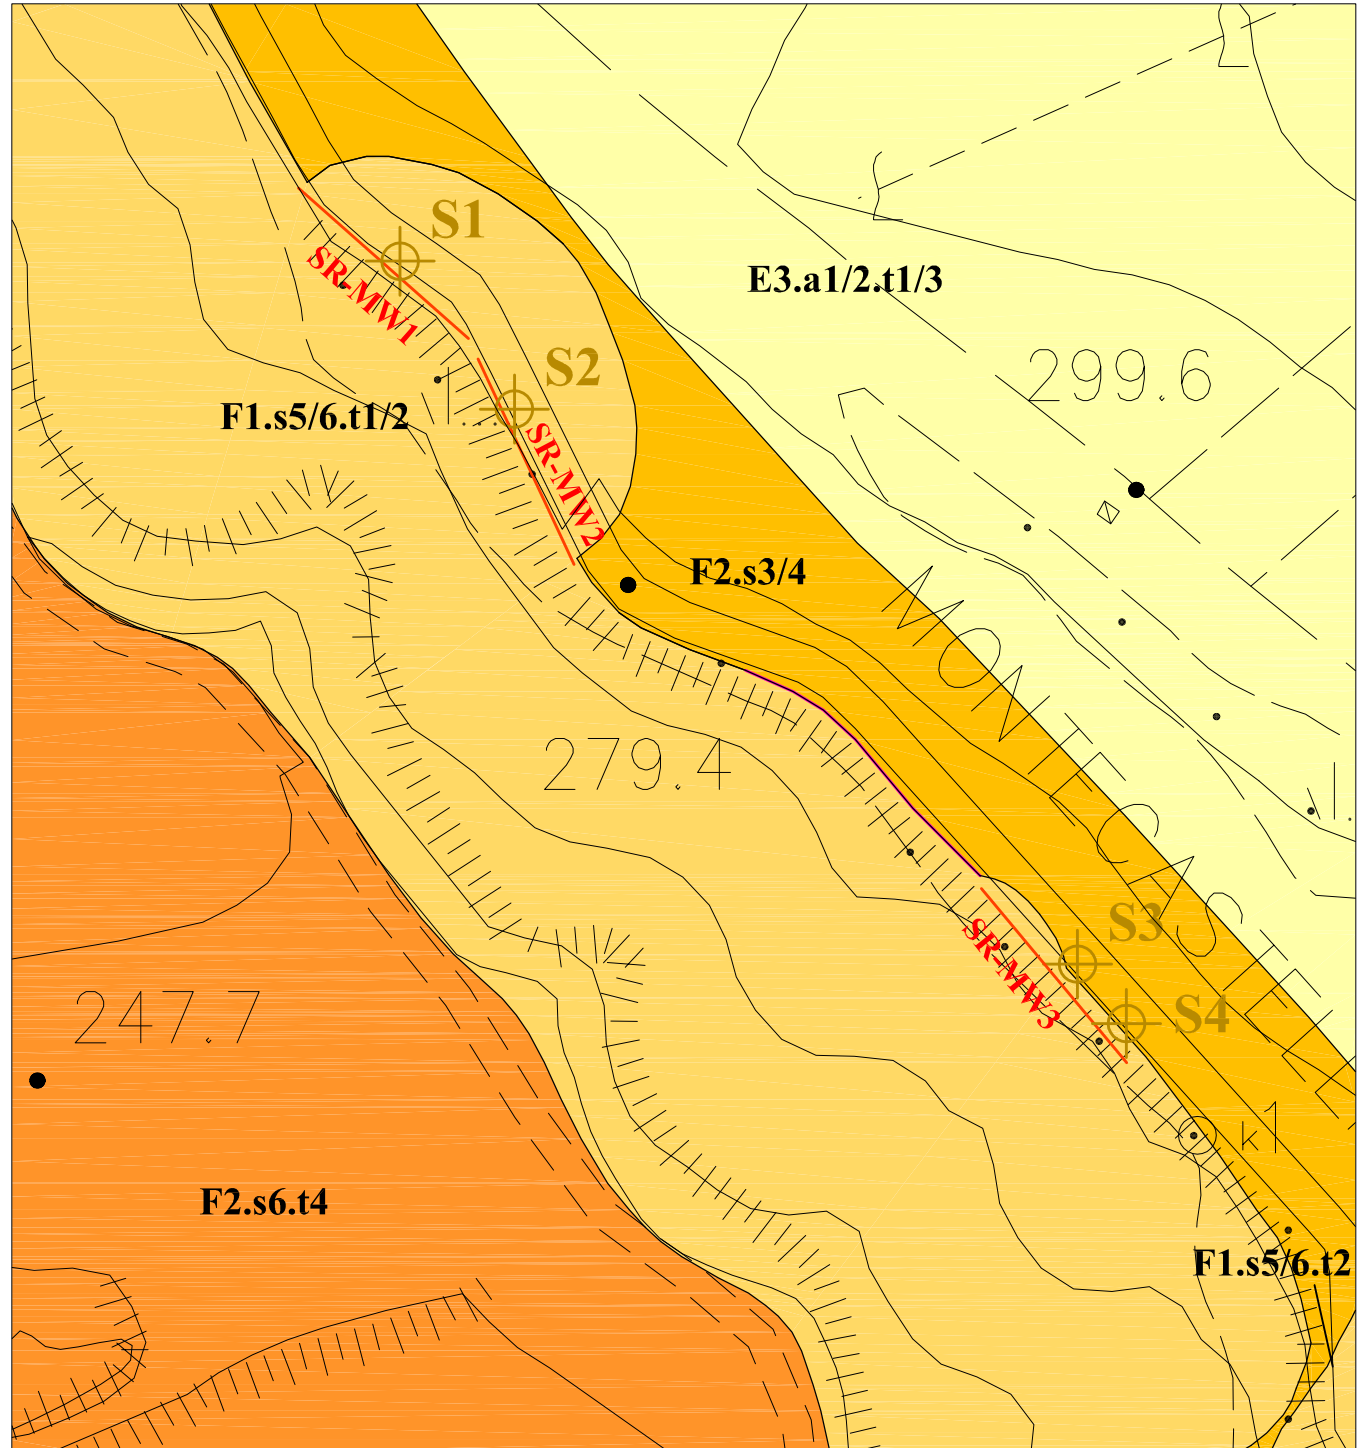 S1
SR-MW1
E3.a1/2.t1/3
S2
299.6
F1.s5/6.t1/2
SR-MW2
F2.s3/4
279.4
S3
SR-MW3
247.7
S4
k1
F2.s6.t4
F1.s5/6.t2